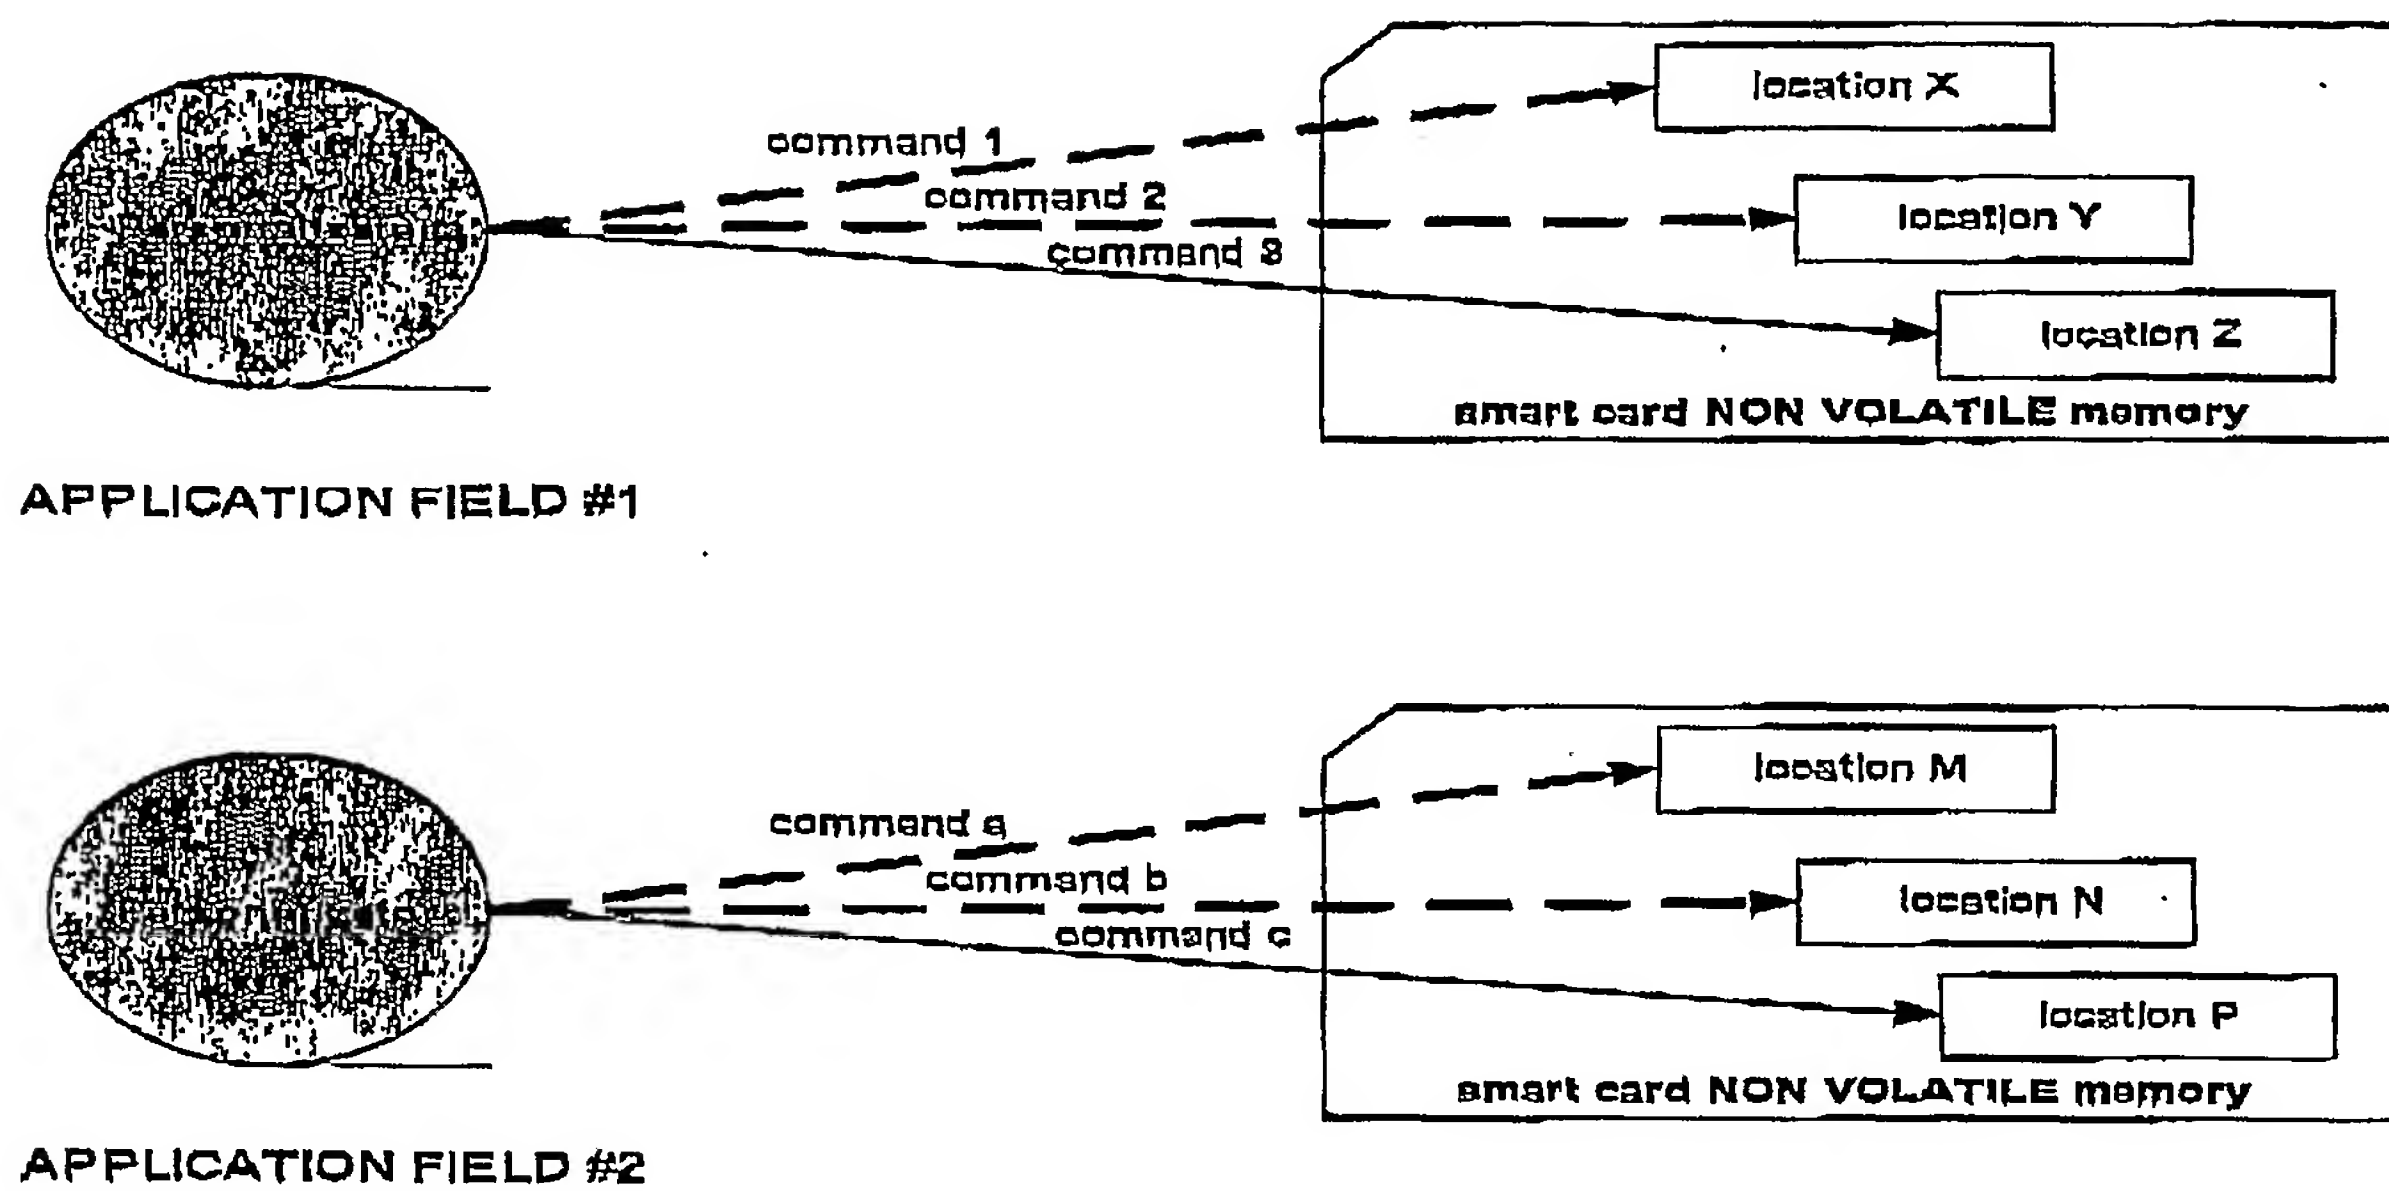 location X
command 1
command 2
location Y
command 3
location Z
smart card NON VOLATILE memory
APPLICATION FIELD #1
location M
command a
command b
location N
command c
location P
smart card NON VOLATILE memory
APPLICATION FIELD #2